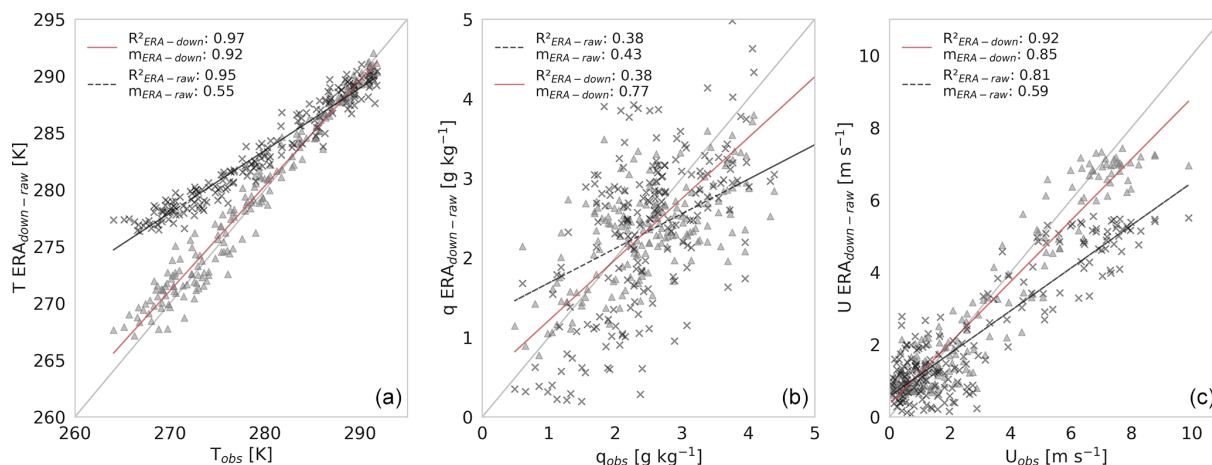 295
290
285
280
275
270
265
260
T ERA_down−raw [K]
R²_ERA−down: 0.97
m_ERA−down: 0.92
R²_ERA−raw: 0.95
m_ERA−raw: 0.55
(a)
260
270
280
290
T_obs [K]
5
4
3
2
1
0
q ERA_down−raw [g kg⁻¹]
R²_ERA−raw: 0.38
m_ERA−raw: 0.43
R²_ERA−down: 0.38
m_ERA−down: 0.77
(b)
0
1
2
3
4
5
q_obs [g kg⁻¹]
10
8
6
4
2
0
U ERA_down−raw [m s⁻¹]
R²_ERA−down: 0.92
m_ERA−down: 0.85
R²_ERA−raw: 0.81
m_ERA−raw: 0.59
(c)
0
2
4
6
8
10
U_obs [m s⁻¹]